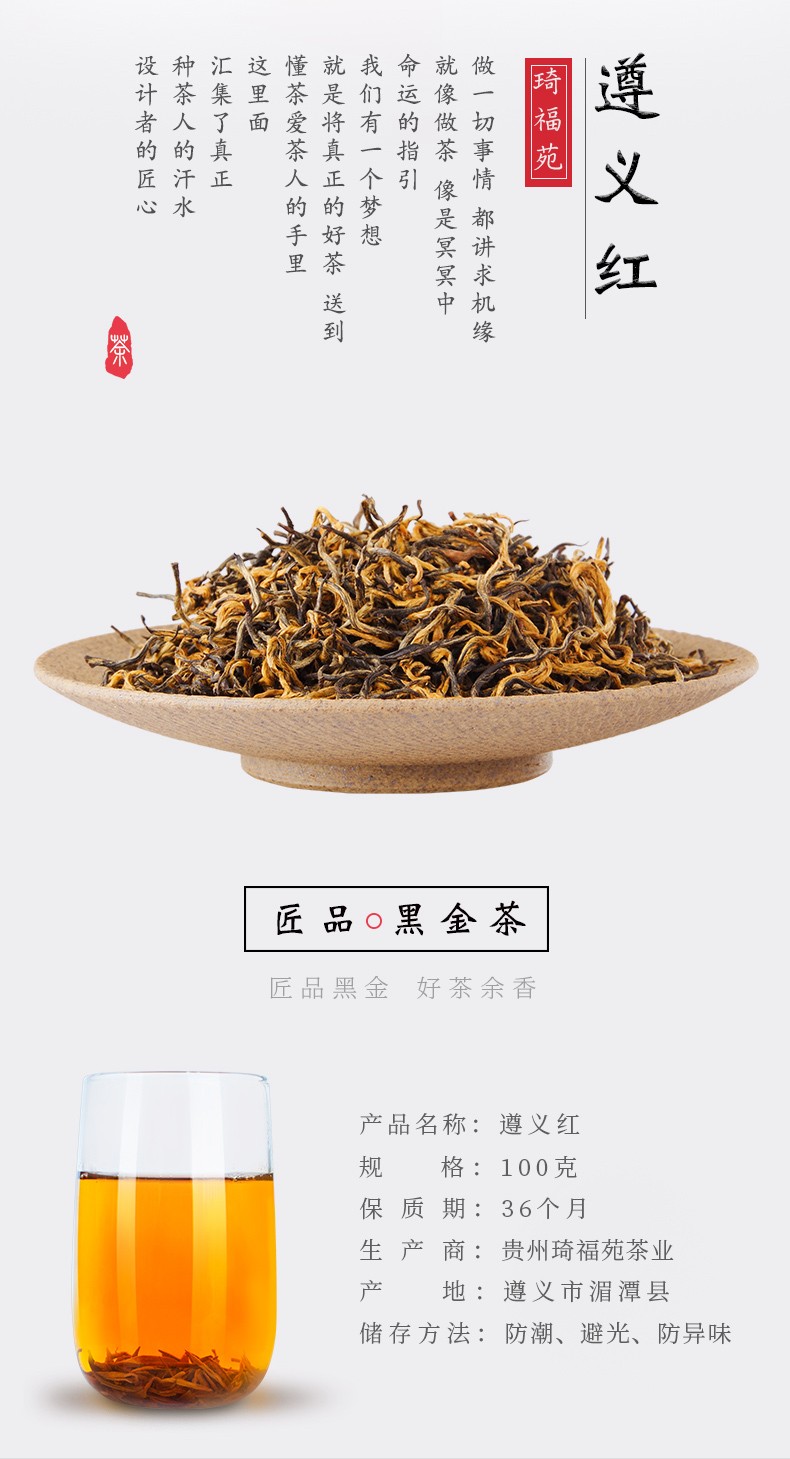 遵义红
琦福苑
做一切事情 都讲求机缘
就像做茶 像是冥冥中
命运的指引
我们有一个梦想
就是将真正的好茶 送到
懂茶爱茶人的手里
这里面
汇集了真正
种茶人的汗水
设计者的匠心
茶
匠品○黑金茶
匠品黑金 好茶余香
产品名称：遵义红
规 格：100克
保质期：36个月
生产商：贵州琦福苑茶业
产 地：遵义市湄潭县
储存方法：防潮、避光、防异味